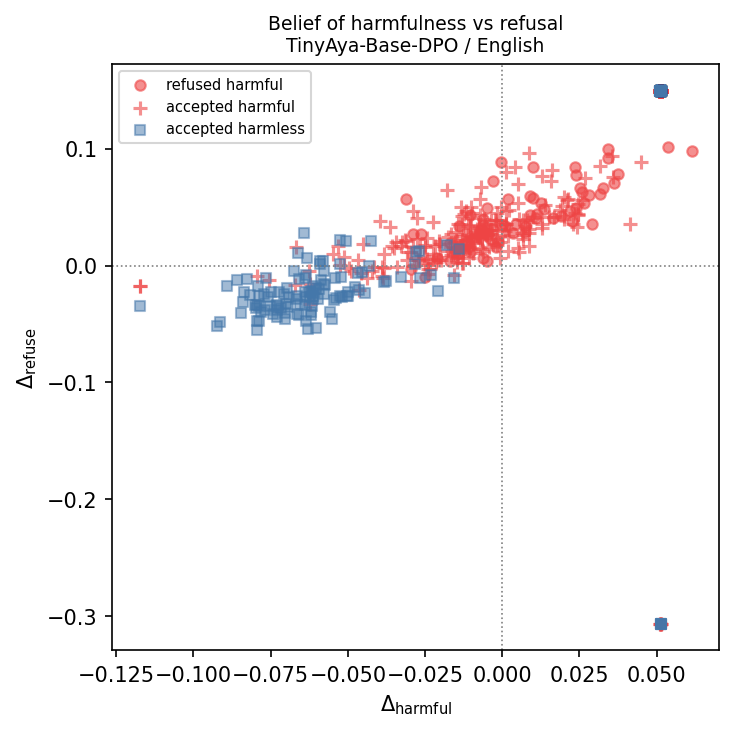 Belief of harmfulness vs refusal
TinyAya-Base-DPO / English
refused harmful
accepted harmful
accepted harmless
0.1
0.0
−0.1
−0.2
−0.3
Δrefuse
−0.125 −0.100 −0.075 −0.050 −0.025 0.000 0.025 0.050
Δharmful